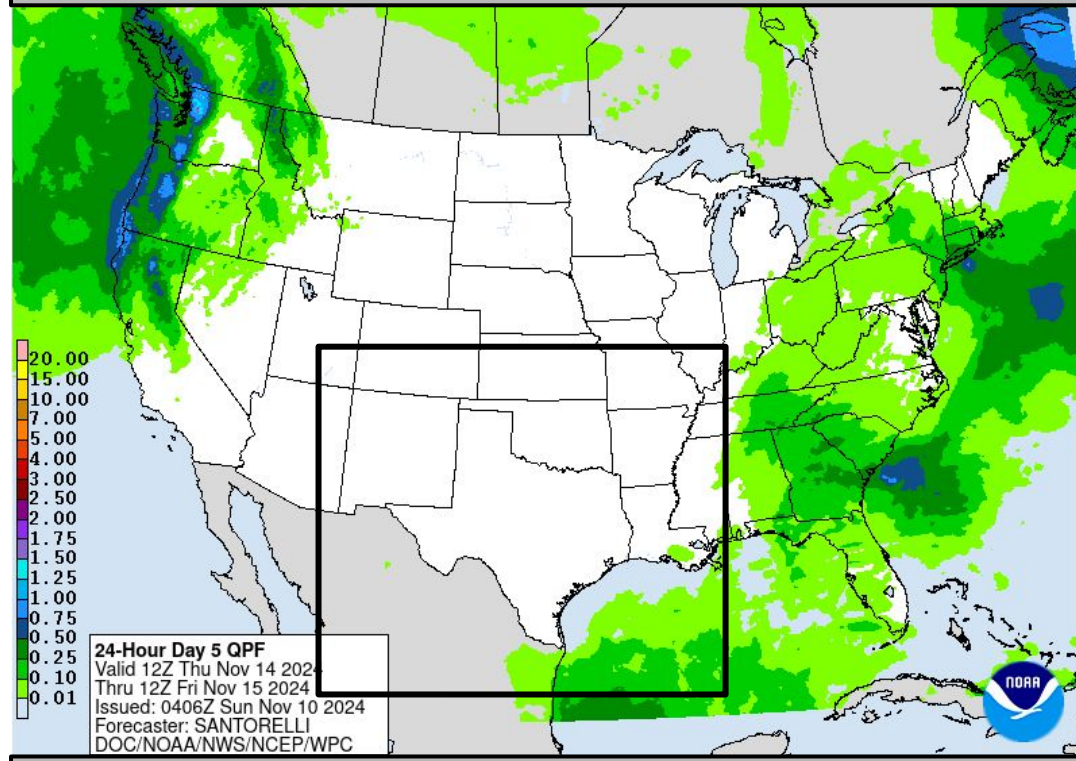 20.00
15.00
10.00
7.00
5.00
4.00
3.00
2.50
2.00
1.75
1.50
1.25
1.00
0.75
0.50
0.25
0.10
0.01
24-Hour Day 5 QPF
Valid 12Z Thu Nov 14 2024
Thru 12Z Fri Nov 15 2024
Issued: 0406Z Sun Nov 10 2024
Forecaster: SANTORELLI
DOC/NOAA/NWS/NCEP/WPC
NOAA